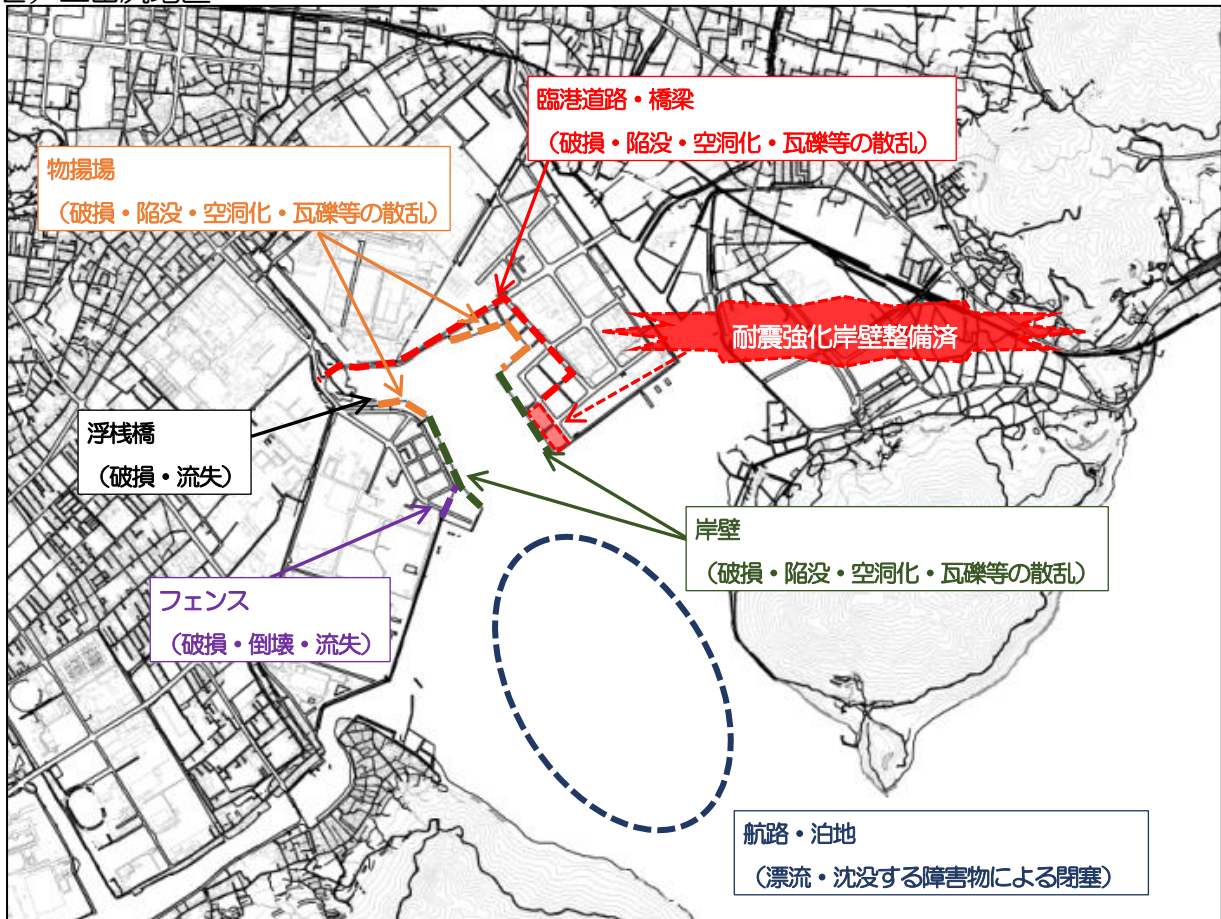 臨港道路・橋梁
（破損・陥没・空洞化・瓦礫等の散乱）
物揚場
（破損・陥没・空洞化・瓦礫等の散乱）
耐震強化岸壁整備済
浮桟橋
（破損・流失）
岸壁
（破損・陥没・空洞化・瓦礫等の散乱）
フェンス
（破損・倒壊・流失）
航路・泊地
（漂流・沈没する障害物による閉塞）